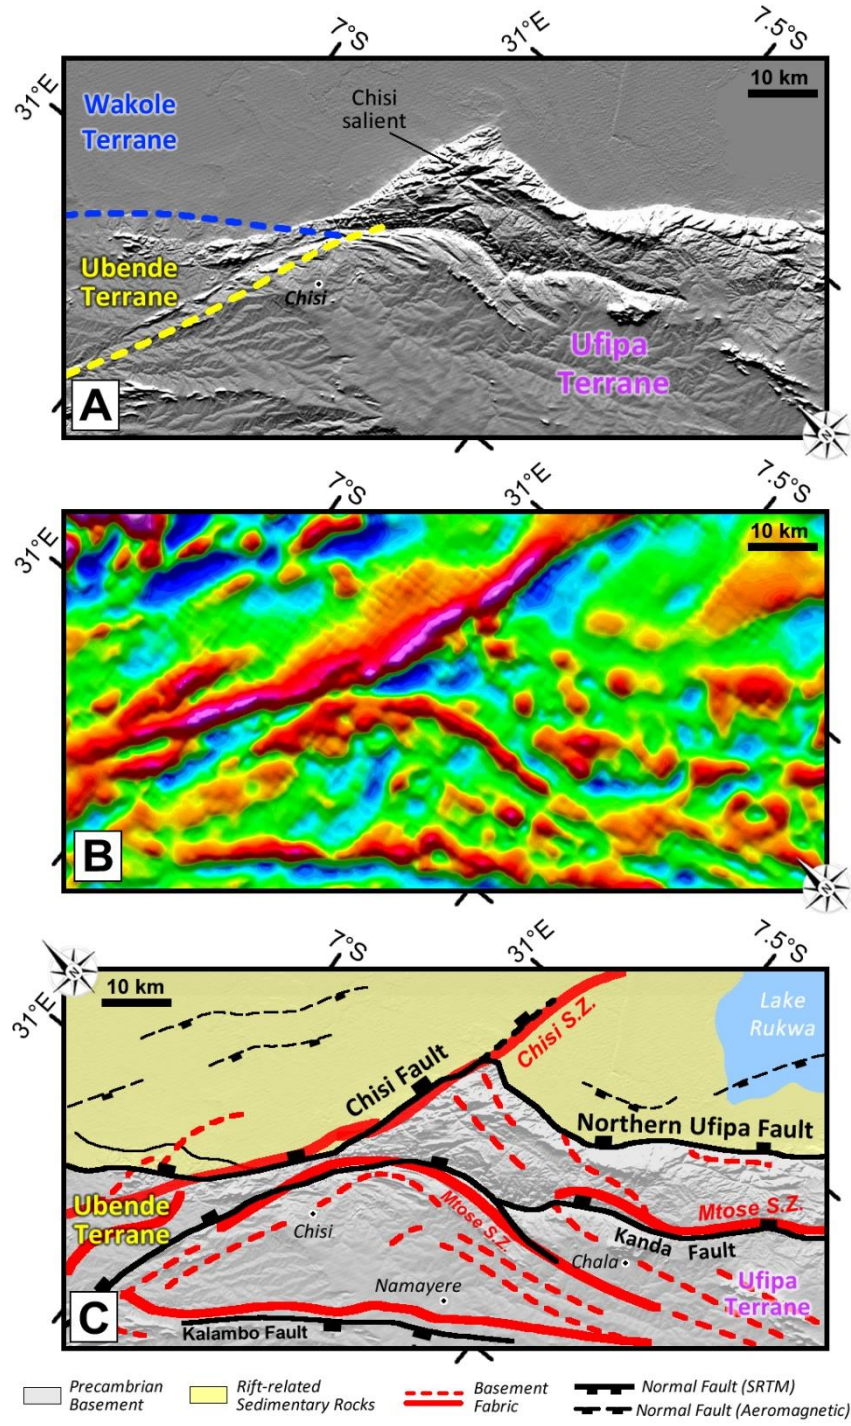 7°S
31°E
7.5°S
31°E
10 km
Wakole
Terrane
Chisi
salient
Ubende
Terrane
Chisi
Ufipa
Terrane
A
N
7°S
31°E
7.5°S
31°E
10 km
B
N
N
7°S
31°E
7.5°S
31°E
10 km
Lake
Rukwa
Chisi S.Z.
Chisi Fault
Northern Ufipa Fault
Ubende
Terrane
Mtose S.Z.
Mtose S.Z.
Chisi
Kanda Fault
Chala
Namayere
Ufipa
Terrane
C
Kalambo Fault
Precambrian
Basement
Rift-related
Sedimentary Rocks
Basement
Fabric
Normal Fault (SRTM)
Normal Fault (Aeromagnetic)